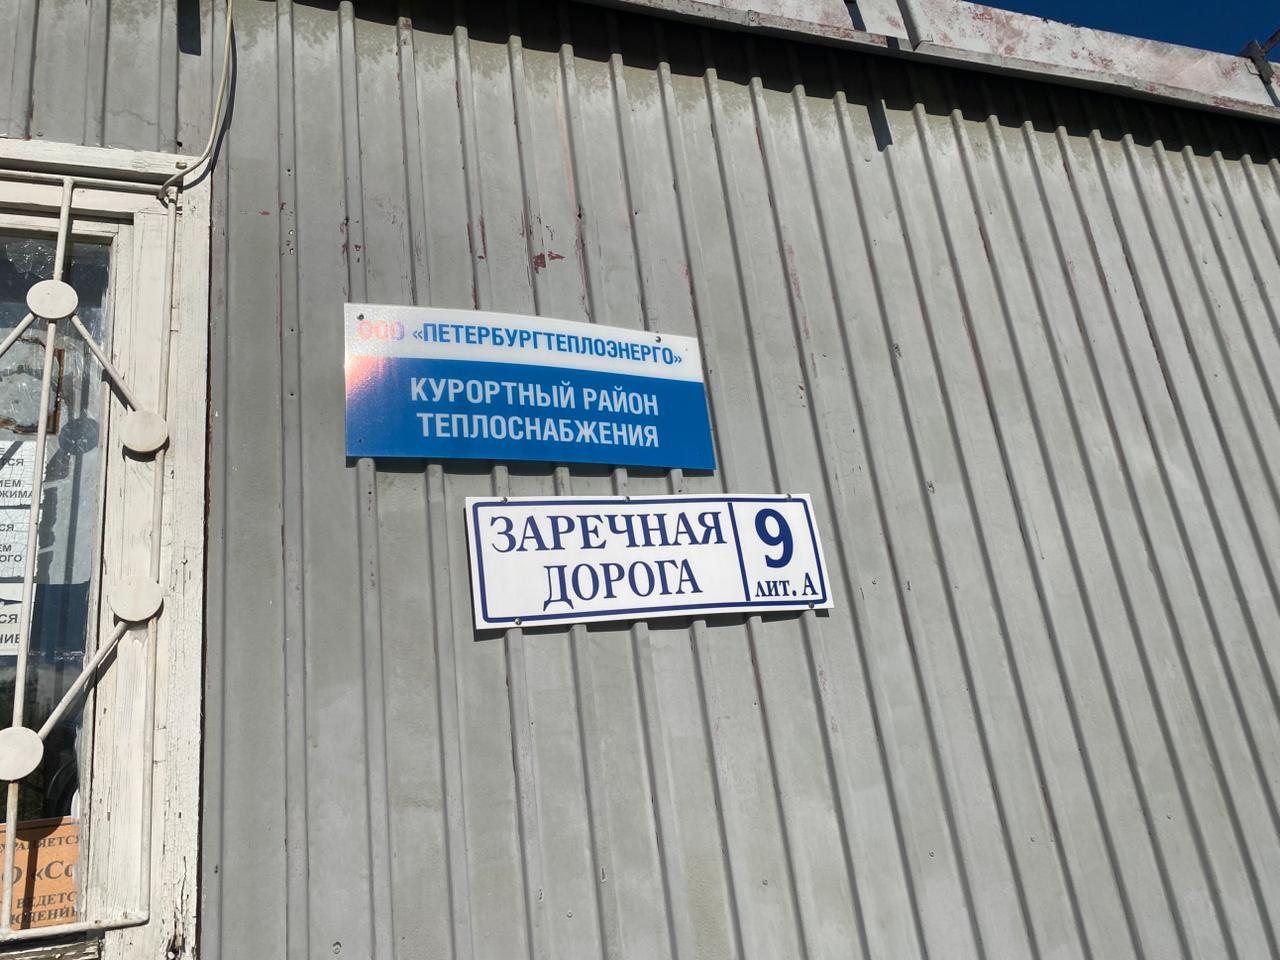 ООО «ПЕТЕРБУРГТЕПЛОЭНЕРГО»
КУРОРТНЫЙ РАЙОН
ТЕПЛОСНАБЖЕНИЯ
ЗАРЕЧНАЯ
ДОРОГА
9
лит. А